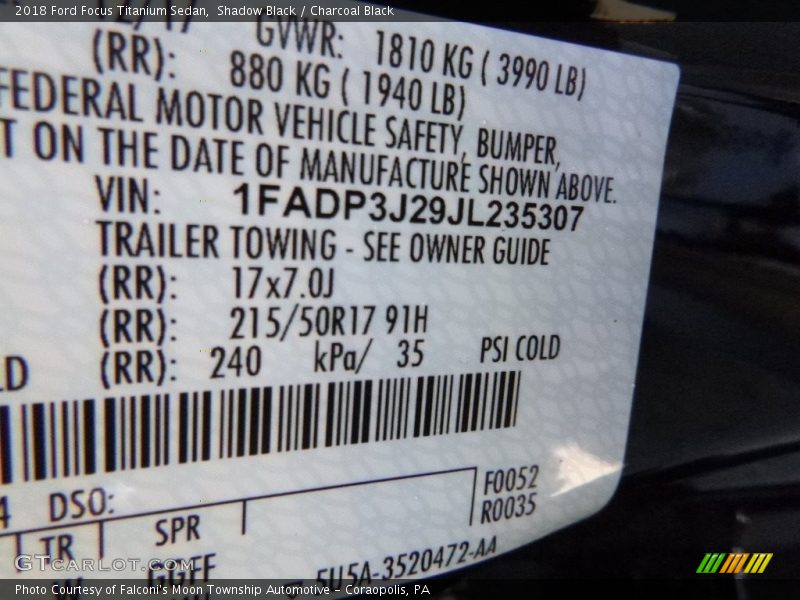 2018 Ford Focus Titanium Sedan, Shadow Black / Charcoal Black
GVWR: 1810 KG ( 3990 LB)
(RR): 880 KG ( 1940 LB)
FEDERAL MOTOR VEHICLE SAFETY, BUMPER,
T ON THE DATE OF MANUFACTURE SHOWN ABOVE.
VIN: 1FADP3J29JL235307
TRAILER TOWING - SEE OWNER GUIDE
(RR): 17x7.0J
(RR): 215/50R17 91H
LD (RR): 240 kPa/ 35 PSI COLD
4 DSO: F0052
R0035
TR SPR
GGFF
5U5A-3520472-AA
GTCarLot.com
Photo Courtesy of Falconi's Moon Township Automotive – Coraopolis, PA